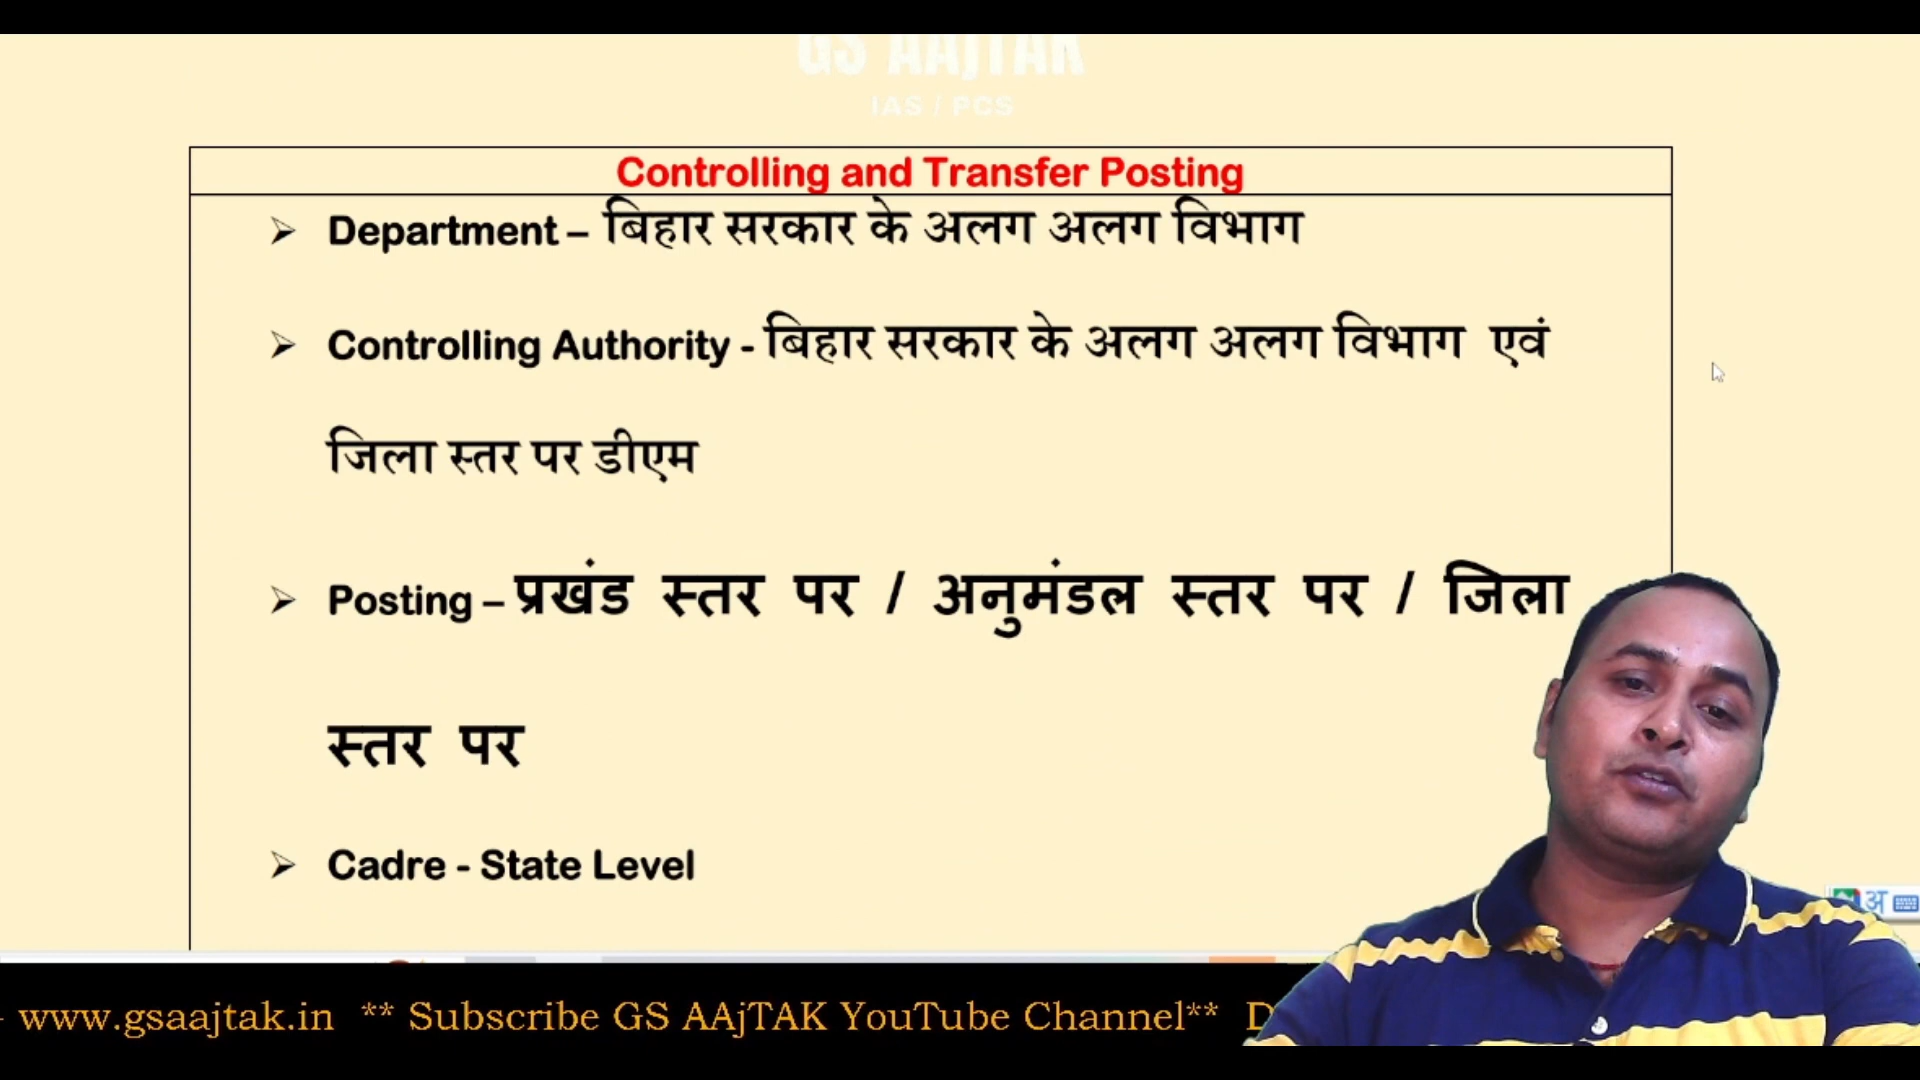 GS AAjTAK
IAS / PCS
Controlling and Transfer Posting
➢ Department – बिहार सरकार के अलग अलग विभाग
➢ Controlling Authority - बिहार सरकार के अलग अलग विभाग एवं
जिला स्तर पर डीएम
➢ Posting – प्रखंड स्तर पर / अनुमंडल स्तर पर / जिला
स्तर पर
➢ Cadre - State Level
अ
www.gsaajtak.in ** Subscribe GS AAjTAK YouTube Channel** D